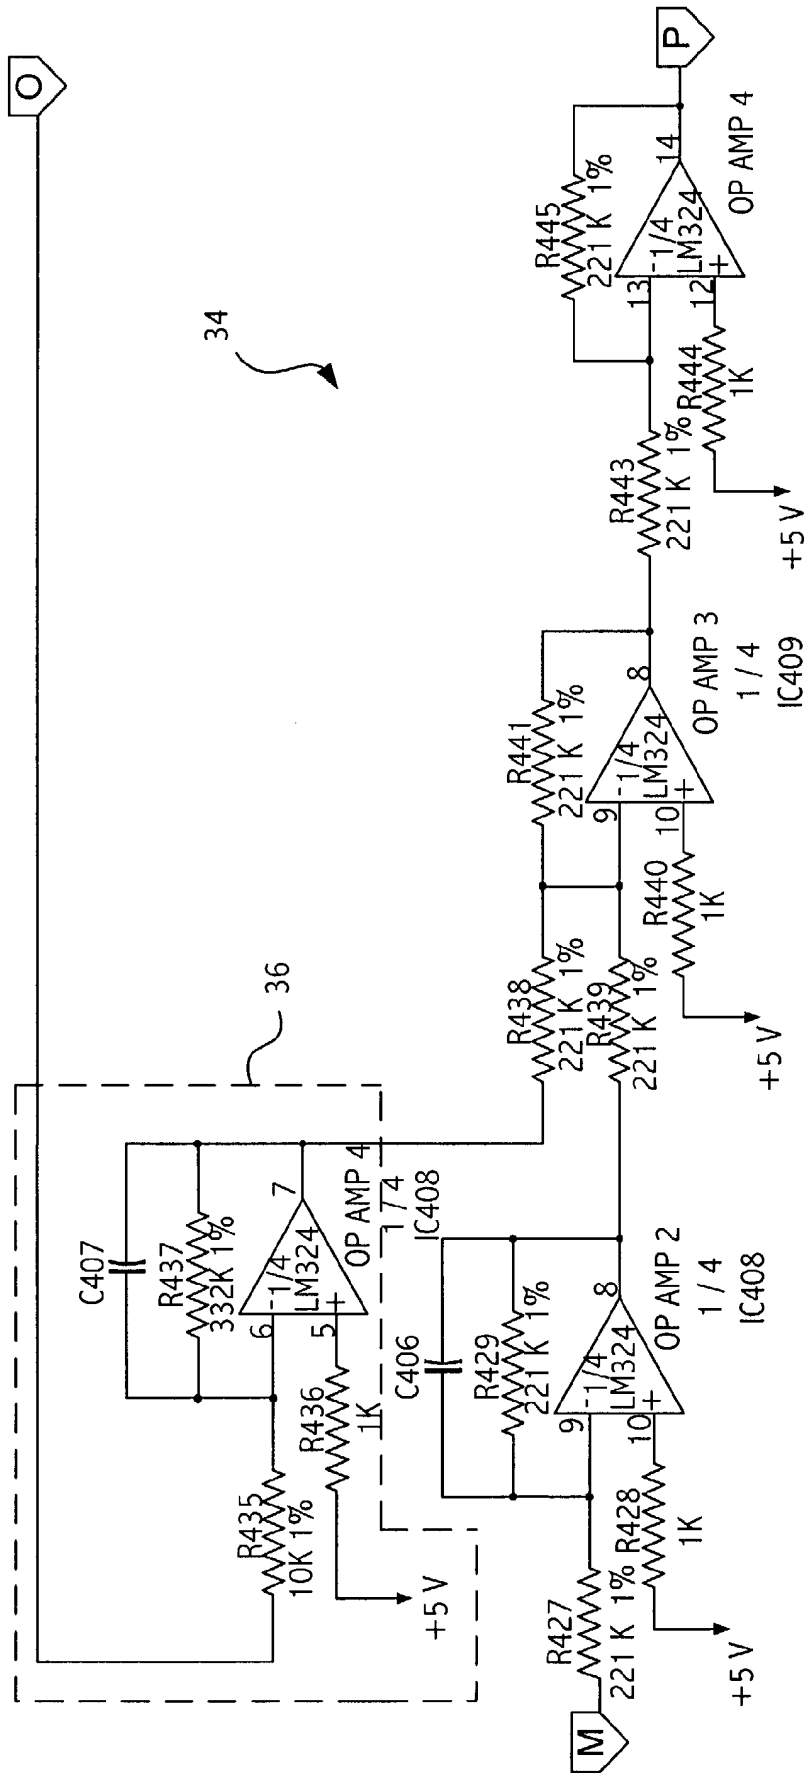 O
34
36
C407
R437
332K 1%
R435
10K 1%
6
-1/4
LM324
7
5
+
R436
1K
+5 V
OP AMP 4
1 / 4
IC408
C406
R429
221 K 1%
M
R427
221 K 1%
9
-1/4
LM324
8
10
+
R428
1K
+5 V
OP AMP 2
1 / 4
IC408
R438
221 K 1%
R439
221 K 1%
R441
221 K 1%
9
-1/4
LM324
8
10
+
R440
1K
+5 V
OP AMP 3
1 / 4
IC409
R443
221 K 1%
R445
221 K 1%
13
-1/4
LM324
14
12
+
R444
1K
+5 V
OP AMP 4
P